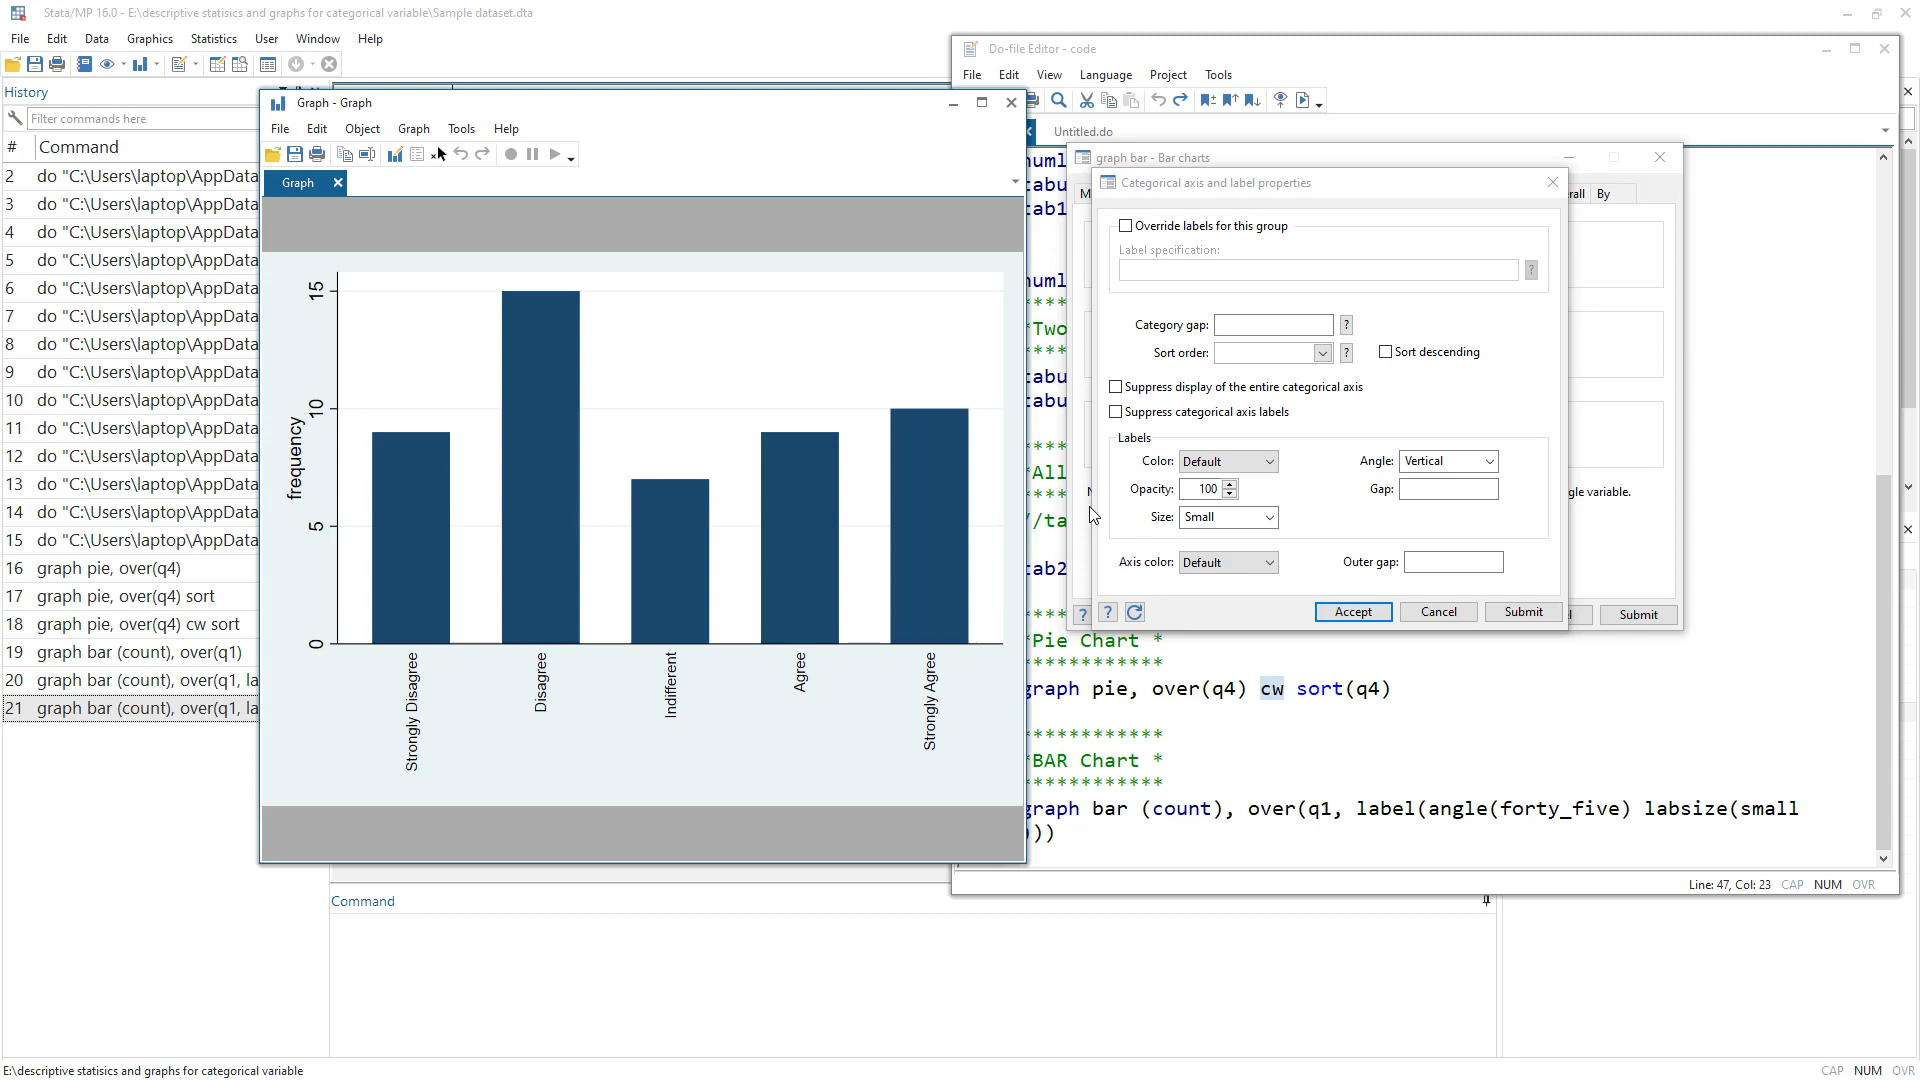 Stata/MP 16.0 - E:\descriptive statisics and graphs for categorical variable\Sample dataset.dta
File Edit Data Graphics Statistics User Window Help
History
Filter commands here
# Command
2 do "C:\Users\laptop\AppData
3 do "C:\Users\laptop\AppData
4 do "C:\Users\laptop\AppData
5 do "C:\Users\laptop\AppData
6 do "C:\Users\laptop\AppData
7 do "C:\Users\laptop\AppData
8 do "C:\Users\laptop\AppData
9 do "C:\Users\laptop\AppData
10 do "C:\Users\laptop\AppData
11 do "C:\Users\laptop\AppData
12 do "C:\Users\laptop\AppData
13 do "C:\Users\laptop\AppData
14 do "C:\Users\laptop\AppData
15 do "C:\Users\laptop\AppData
16 graph pie, over(q4)
17 graph pie, over(q4) sort
18 graph pie, over(q4) cw sort
19 graph bar (count), over(q1)
20 graph bar (count), over(q1, la
21 graph bar (count), over(q1, la
Graph - Graph
File Edit Object Graph Tools Help
Graph
frequency
15
10
5
0
Strongly Disagree
Disagree
Indifferent
Agree
Strongly Agree
Do-file Editor - code
File Edit View Language Project Tools
Untitled.do
numl
tabu
tab1
numl
****
*Two
****
tabu
tabu
****
*All
****
//ta
tab2
****
*Pie Chart *
************
graph pie, over(q4) cw sort(q4)
************
*BAR Chart *
************
graph bar (count), over(q1, label(angle(forty_five) labsize(small
)))
Line: 47, Col: 23 CAP NUM OVR
graph bar - Bar charts
By
gle variable.
Submit
Categorical axis and label properties
Override labels for this group
Label specification:
?
Category gap: ?
Sort order: ? Sort descending
Suppress display of the entire categorical axis
Suppress categorical axis labels
Labels
Color: Default Angle: Vertical
Opacity: 100 Gap:
Size: Small
Axis color: Default Outer gap:
? ? Accept Cancel Submit
Command
E:\descriptive statisics and graphs for categorical variable
CAP NUM OVR